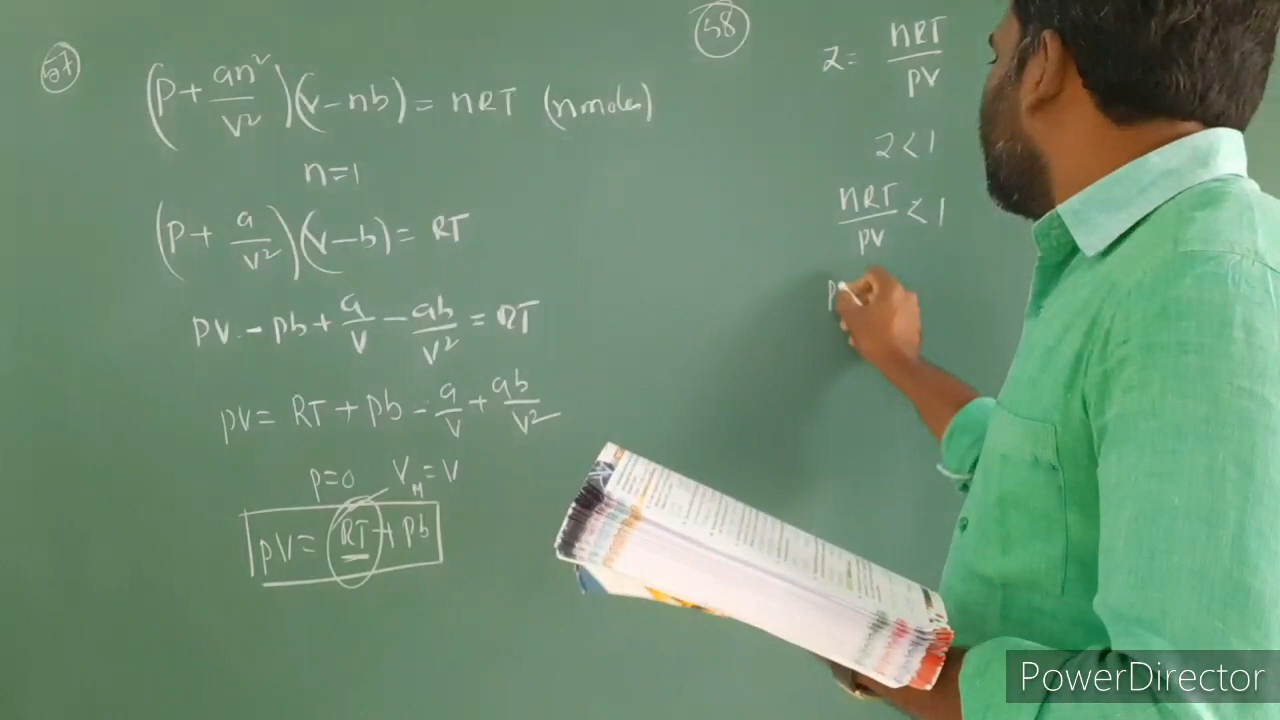 57
(P + an²/V²)(V - nb) = nRT (n moles)
n=1
(P + a/V²)(V - b) = RT
PV - Pb + a/V - ab/V² = RT
PV = RT + Pb - a/V + ab/V²
P=0 V_M = V
PV = RT + Pb
58
Z = nRT/PV
Z < 1
nRT/PV < 1
P
PowerDirector